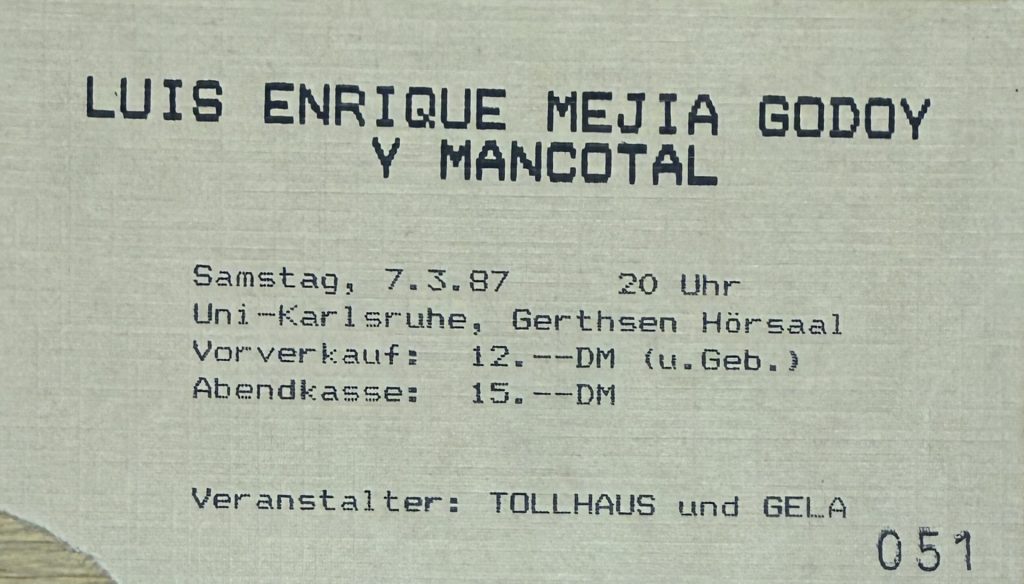 LUIS ENRIQUE MEJIA GODOY
Y MANCOTAL
Samstag, 7.3.87 20 Uhr
Uni-Karlsruhe, Gerthsen Hörsaal
Vorverkauf: 12.--DM (u.Geb.)
Abendkasse: 15.--DM
Veranstalter: TOLLHAUS und GELA
051